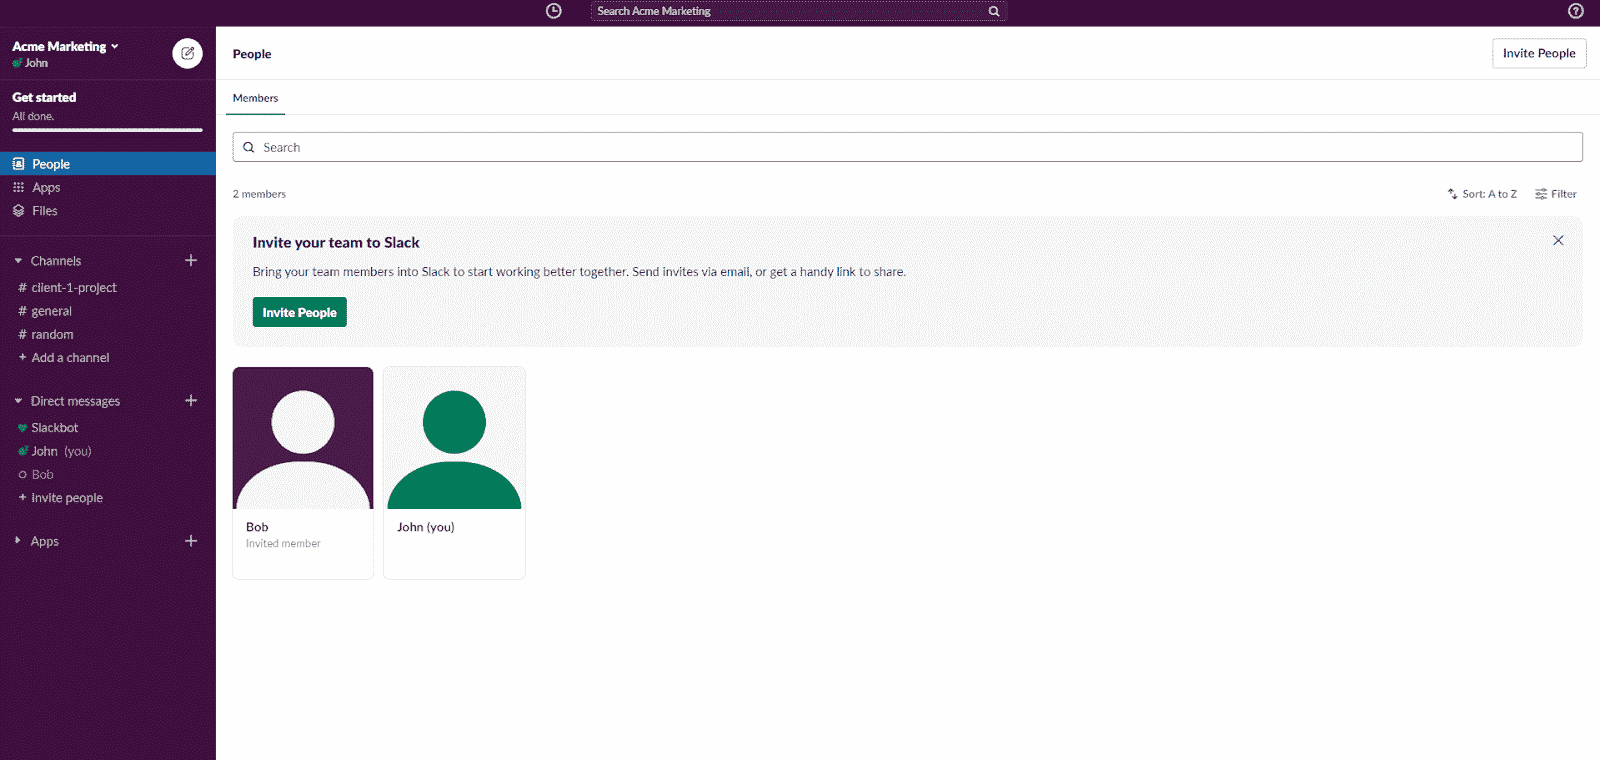 Search Acme Marketing
Acme Marketing
John
Get started
All done.
People
Apps
Files
Channels
# client-1-project
# general
# random
+ Add a channel
Direct messages
Slackbot
John (you)
Bob
+ Invite people
Apps
People
Invite People
Members
Search
2 members
Sort: A to Z
Filter
Invite your team to Slack
Bring your team members into Slack to start working better together. Send invites via email, or get a handy link to share.
Invite People
Bob
Invited member
John (you)